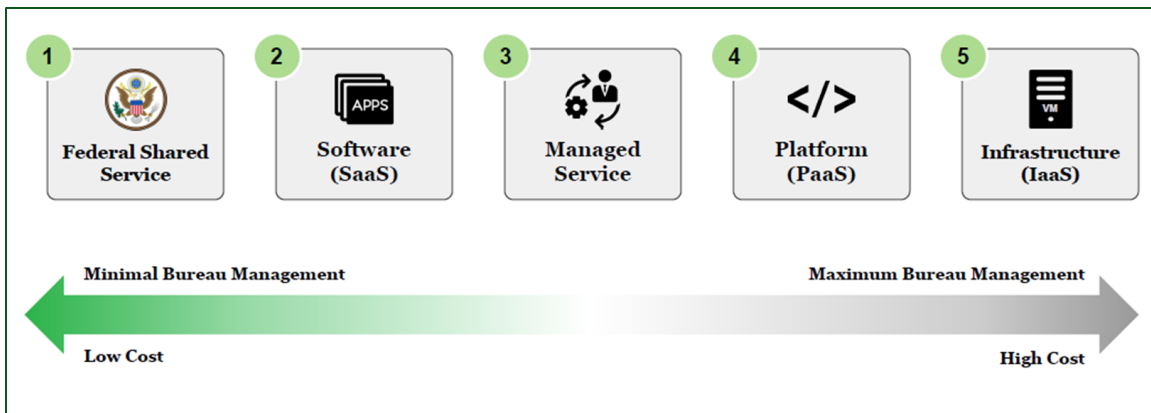 1
Federal Shared
Service
2
APPS
Software
(SaaS)
3
Managed
Service
4
</>
Platform
(PaaS)
5
VM
Infrastructure
(IaaS)
Minimal Bureau Management
Maximum Bureau Management
Low Cost
High Cost